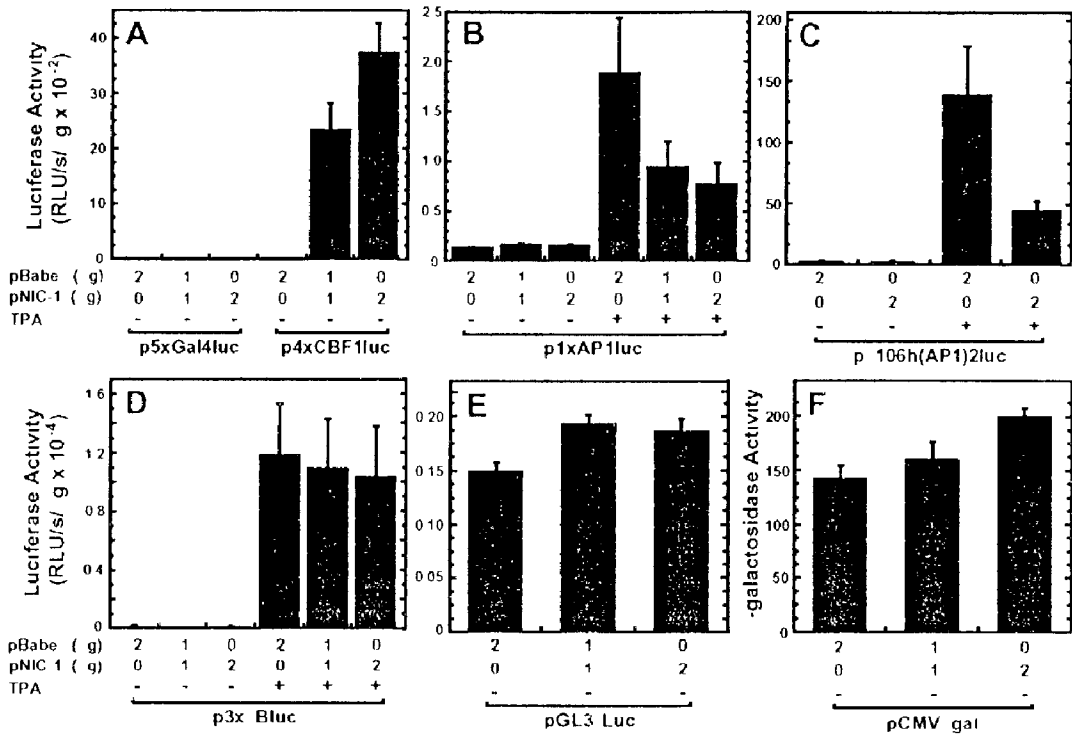 A
B
C
Luciferase Activity
(RLU/s/ g x 10-2)
40
30
20
10
0
2.5
2.0
1.5
1.0
0 5
0
200
150
100
50
0
pBabe ( g) 2 1 0 2 1 0
pNIC-1 ( g) 0 1 2 0 1 2
TPA - - - - - -
p5xGal4luc p4xCBF1luc
2 1 0 2 1 0
0 1 2 0 1 2
- - - + + +
p1xAP1luc
2 0 2 0
0 2 0 2
- - + +
p 106h(AP1)2luc
D
E
F
Luciferase Activity
(RLU/s/ g x 10-4)
1 6
1.2
0 8
0 4
0
0 20
0 15
0 10
0 05
0
-galactosidase Activity
200
150
100
50
0
pBabe ( g) 2 1 0 2 1 0
pNIC 1 ( g) 0 1 2 0 1 2
TPA - - - + + +
p3x Bluc
2 1 0
0 1 2
- - -
pGL3 Luc
2 1 0
0 1 2
- - -
pCMV gal